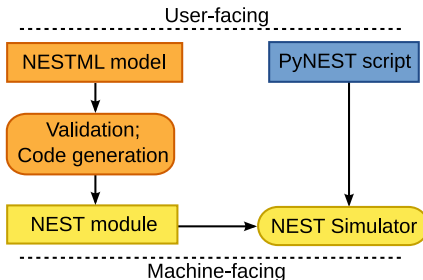 User-facing
NESTML model
PyNEST script
Validation;
Code generation
NEST module
NEST Simulator
Machine-facing